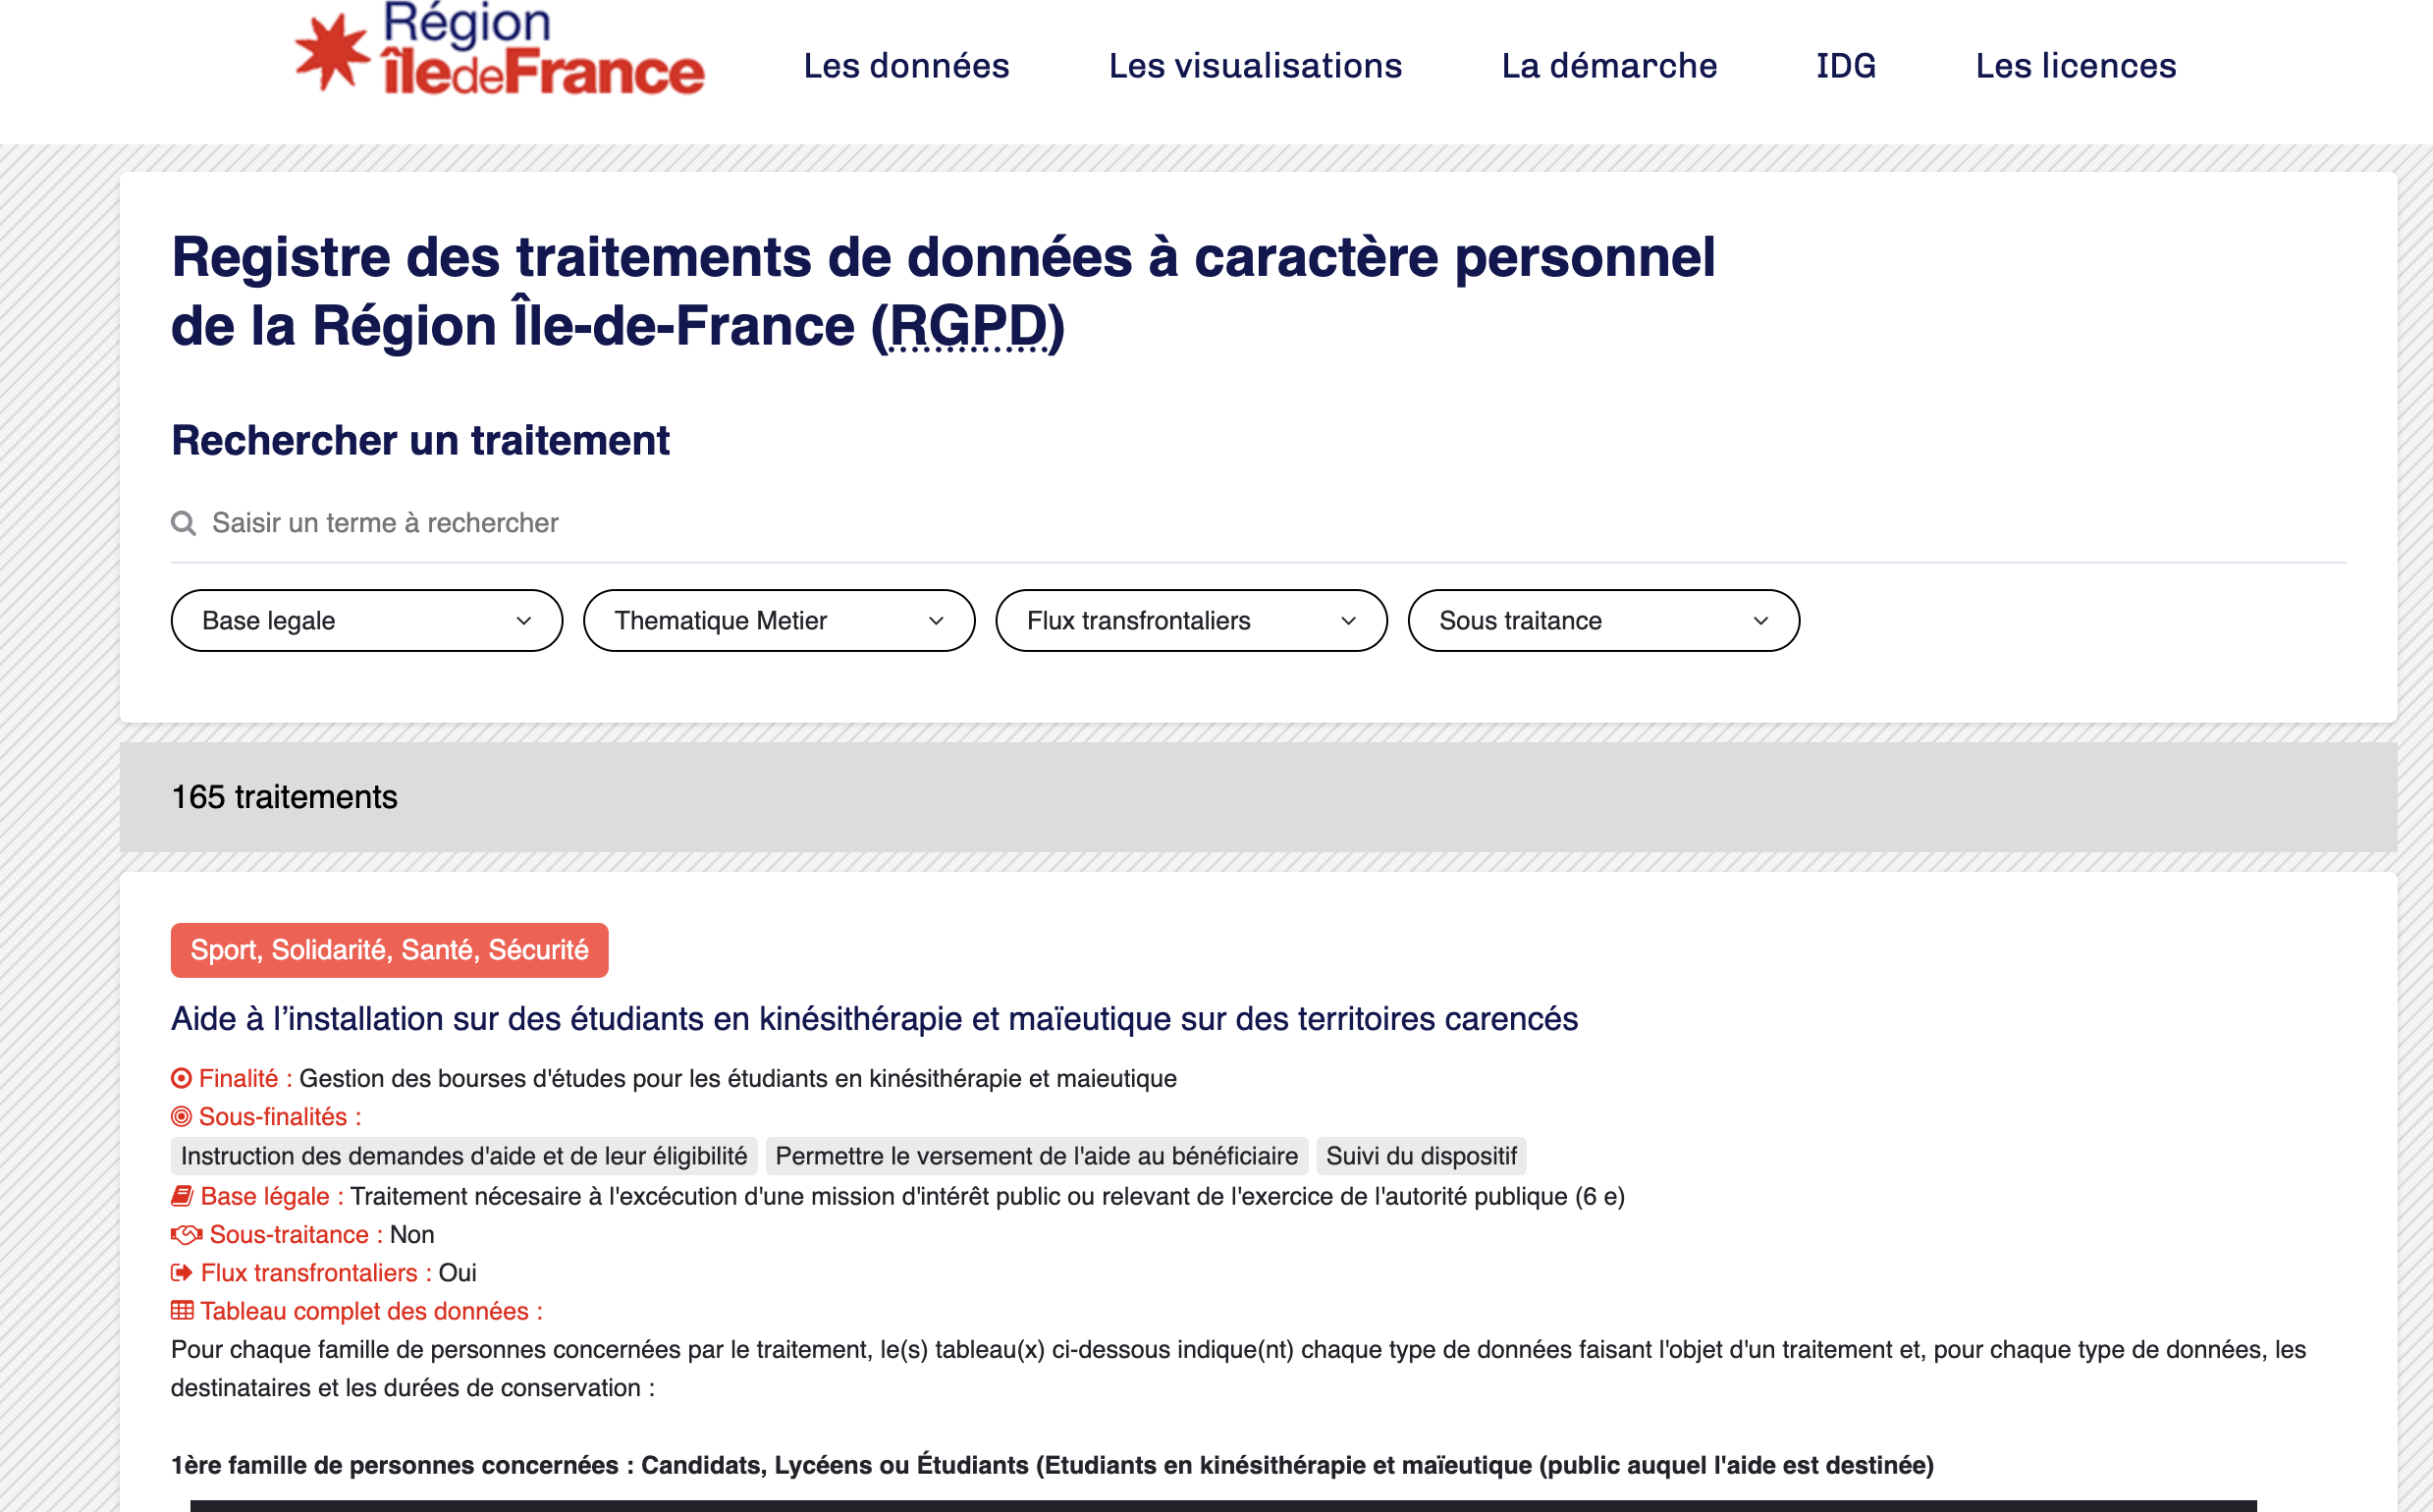 Région
îledeFrance
Les données
Les visualisations
La démarche
IDG
Les licences
Registre des traitements de données à caractère personnel
de la Région Île-de-France (RGPD)
Rechercher un traitement
Saisir un terme à rechercher
Base legale
Thematique Metier
Flux transfrontaliers
Sous traitance
165 traitements
Sport, Solidarité, Santé, Sécurité
Aide à l’installation sur des étudiants en kinésithérapie et maïeutique sur des territoires carencés
Finalité : Gestion des bourses d'études pour les étudiants en kinésithérapie et maieutique
Sous-finalités :
Instruction des demandes d'aide et de leur éligibilité Permettre le versement de l'aide au bénéficiaire Suivi du dispositif
Base légale : Traitement nécesaire à l'excécution d'une mission d'intérêt public ou relevant de l'exercice de l'autorité publique (6 e)
Sous-traitance : Non
Flux transfrontaliers : Oui
Tableau complet des données :
Pour chaque famille de personnes concernées par le traitement, le(s) tableau(x) ci-dessous indique(nt) chaque type de données faisant l'objet d'un traitement et, pour chaque type de données, les
destinataires et les durées de conservation :
1ère famille de personnes concernées : Candidats, Lycéens ou Étudiants (Etudiants en kinésithérapie et maïeutique (public auquel l'aide est destinée)